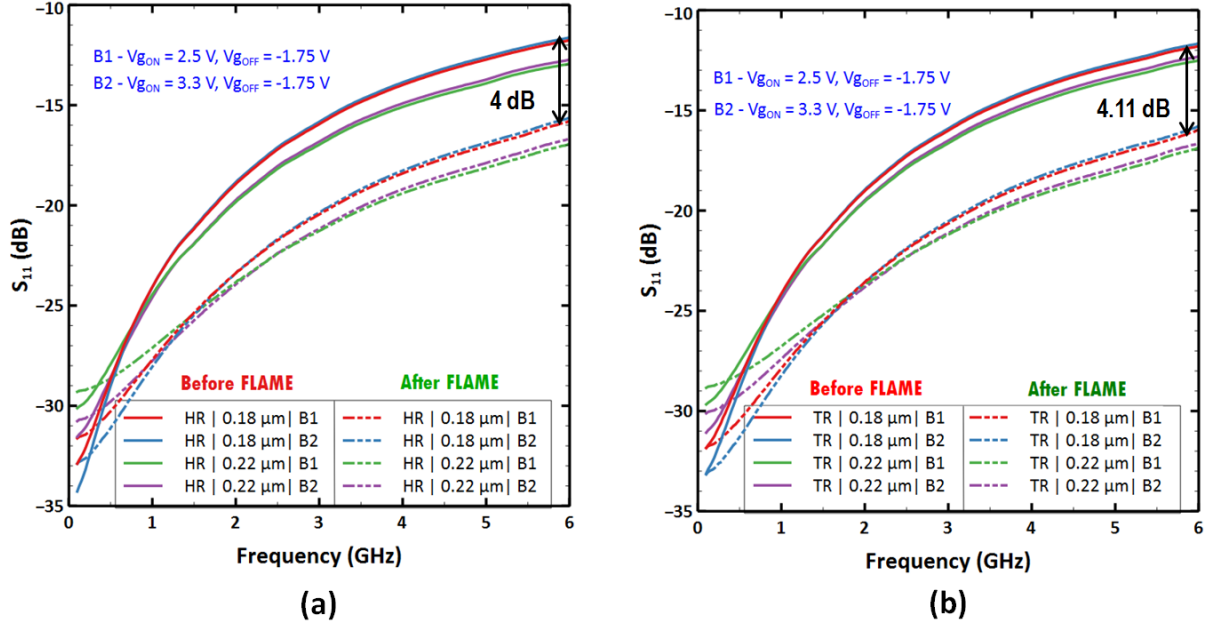 B1 - Vg_ON = 2.5 V, Vg_OFF = -1.75 V
B2 - Vg_ON = 3.3 V, Vg_OFF = -1.75 V
4 dB
−10
−15
−20
−25
−30
−35
S_11 (dB)
Before FLAME After FLAME
HR | 0.18 µm| B1 HR | 0.18 µm| B1
HR | 0.18 µm| B2 HR | 0.18 µm| B2
HR | 0.22 µm| B1 HR | 0.22 µm| B1
HR | 0.22 µm| B2 HR | 0.22 µm| B2
0 1 2 3 4 5 6
Frequency (GHz)
(a)
B1 - Vg_ON = 2.5 V, Vg_OFF = -1.75 V
B2 - Vg_ON = 3.3 V, Vg_OFF = -1.75 V
4.11 dB
−10
−15
−20
−25
−30
−35
S_11 (dB)
Before FLAME After FLAME
TR | 0.18 µm| B1 TR | 0.18 µm| B1
TR | 0.18 µm| B2 TR | 0.18 µm| B2
TR | 0.22 µm| B1 TR | 0.22 µm| B1
TR | 0.22 µm| B2 TR | 0.22 µm| B2
0 1 2 3 4 5 6
Frequency (GHz)
(b)